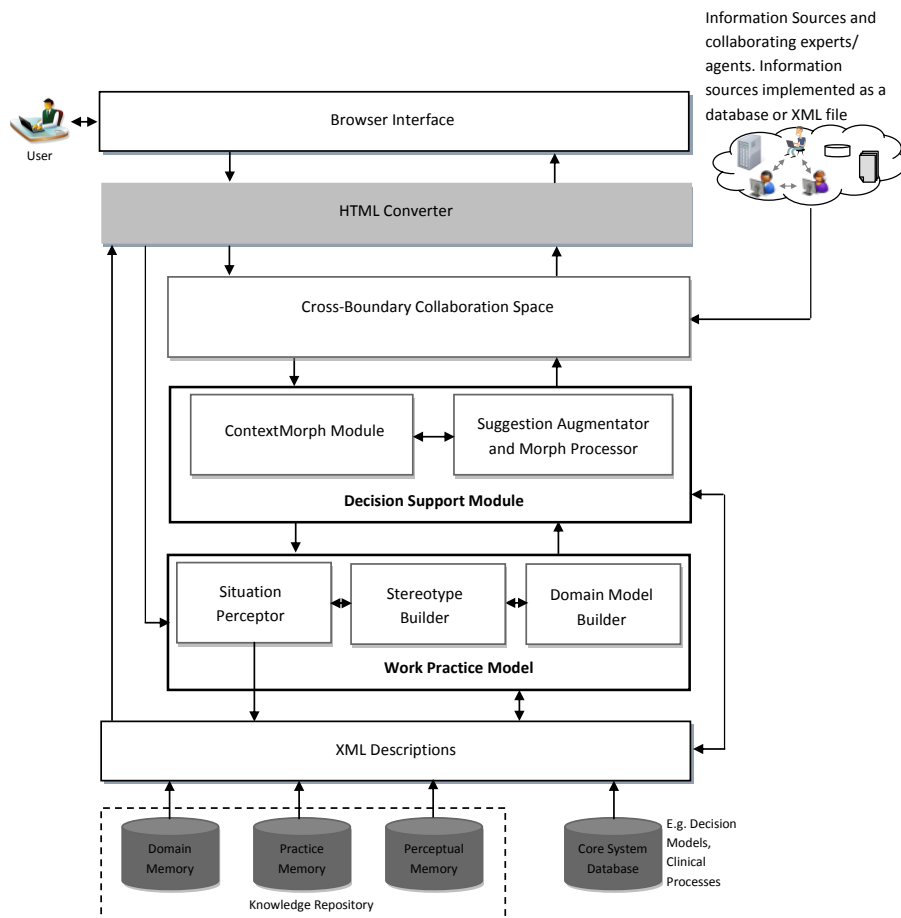 Information Sources and
collaborating experts/
agents. Information
sources implemented as a
database or XML file
User
Browser Interface
HTML Converter
Cross-Boundary Collaboration Space
ContextMorph Module
Suggestion Augmentator
and Morph Processor
Decision Support Module
Situation
Perceptor
Stereotype
Builder
Domain Model
Builder
Work Practice Model
XML Descriptions
Domain
Memory
Practice
Memory
Perceptual
Memory
Knowledge Repository
Core System
Database
E.g. Decision
Models,
Clinical
Processes